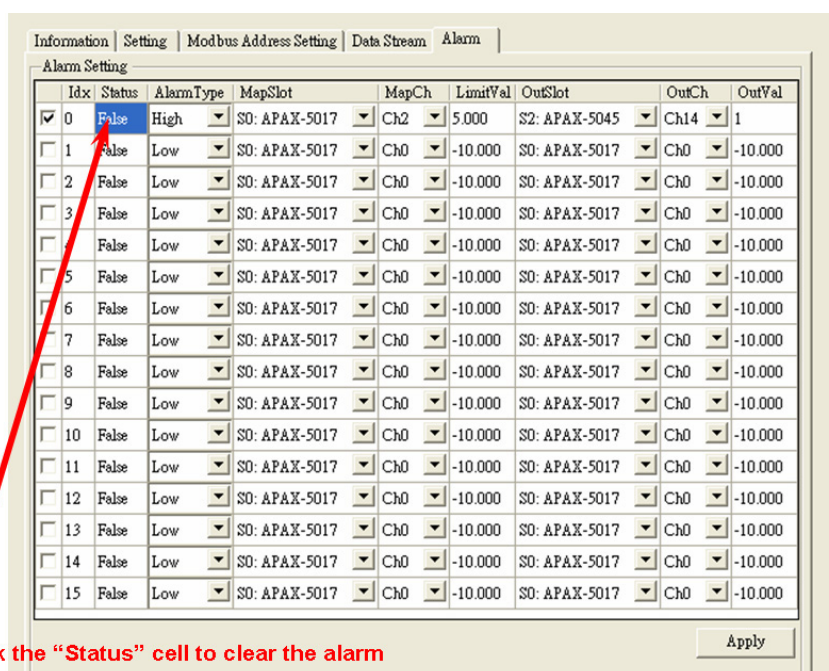 Information Setting Modbus Address Setting Data Stream Alarm
Alarm Setting
Idx Status AlarmType MapSlot MapCh LimitVal OutSlot OutCh OutVal
0 False High S0: APAX-5017 Ch2 5.000 S2: APAX-5045 Ch14 1
1 False Low S0: APAX-5017 Ch0 -10.000 S0: APAX-5017 Ch0 -10.000
2 False Low S0: APAX-5017 Ch0 -10.000 S0: APAX-5017 Ch0 -10.000
3 False Low S0: APAX-5017 Ch0 -10.000 S0: APAX-5017 Ch0 -10.000
False Low S0: APAX-5017 Ch0 -10.000 S0: APAX-5017 Ch0 -10.000
5 False Low S0: APAX-5017 Ch0 -10.000 S0: APAX-5017 Ch0 -10.000
6 False Low S0: APAX-5017 Ch0 -10.000 S0: APAX-5017 Ch0 -10.000
7 False Low S0: APAX-5017 Ch0 -10.000 S0: APAX-5017 Ch0 -10.000
8 False Low S0: APAX-5017 Ch0 -10.000 S0: APAX-5017 Ch0 -10.000
9 False Low S0: APAX-5017 Ch0 -10.000 S0: APAX-5017 Ch0 -10.000
10 False Low S0: APAX-5017 Ch0 -10.000 S0: APAX-5017 Ch0 -10.000
11 False Low S0: APAX-5017 Ch0 -10.000 S0: APAX-5017 Ch0 -10.000
12 False Low S0: APAX-5017 Ch0 -10.000 S0: APAX-5017 Ch0 -10.000
13 False Low S0: APAX-5017 Ch0 -10.000 S0: APAX-5017 Ch0 -10.000
14 False Low S0: APAX-5017 Ch0 -10.000 S0: APAX-5017 Ch0 -10.000
15 False Low S0: APAX-5017 Ch0 -10.000 S0: APAX-5017 Ch0 -10.000
Apply
the “Status” cell to clear the alarm